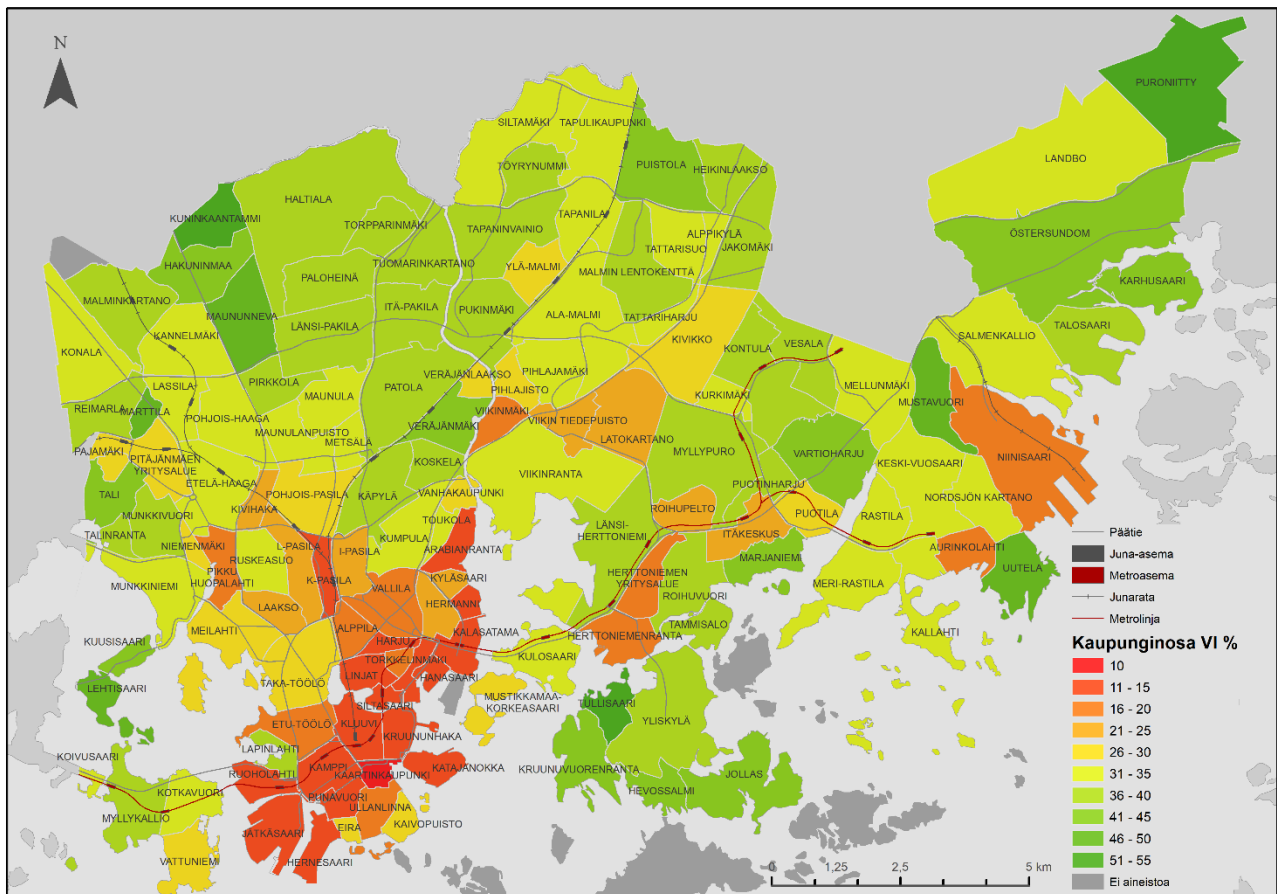 N
PURONIITTY
SILTAMÄKI
TAPULIKAUPUNKI
LANDBO
TÖYRYNUMMI
PUISTOLA
HEIKINLAAKSO
HALTIALA
KUNINKAANTAMMI
TORPPARINMÄKI
TAPANINVAINIO
TAPANILA
ALPPIKYLÄ
ÖSTERSUNDOM
TATTARISUO
JAKOMÄKI
HAKUNINMAA
TUOMARINKARTANO
YLÄ-MALMI
MALMIN LENTOKENTTÄ
PALOHEINÄ
KARHUSAARI
MALMINKARTANO
MAUNUNNEVA
ITÄ-PAKILA
PUKINMÄKI
ALA-MALMI
TATTARIHARJU
TALOSAARI
LÄNSI-PAKILA
KANNELMÄKI
KIVIKKO
SALMENKALLIO
KONALA
KONTULA
VESALA
VERÄJÄNLAAKSO
PIHLAJAMÄKI
LASSILA
PIRKKOLA
PATOLA
PIHLAJISTO
MELLUNMÄKI
MAUNULA
KURKIMÄKI
MUSTAVUORI
REIMARLA
MARTTILA
POHJOIS-HAAGA
VIIKINMÄKI
VIIKIN TIEDEPUISTO
VERÄJÄNMÄKI
MAUNULANPUISTO
METSÄLÄ
LATOKARTANO
PAJAMÄKI
PITÄJÄNMÄEN
YRITYSALUE
MYLLYPURO
VARTIOHARJU
KOSKELA
KESKI-VUOSAARI
NIINISAARI
ETELÄ-HAAGA
VIIKINRANTA
TALI
POHJOIS-PASILA
KÄPYLÄ
VANHAKAUPUNKI
PUOTINHARJU
NORDSJÖN KARTANO
KIVIHAKA
ROIHUPELTO
MUNKKIVUORI
PUOTILA
RASTILA
TOUKOLA
LÄNSI-
HERTTONIEMI
TALINRANTA
NIEMENMÄKI
L-PASILA
I-PASILA
KUMPULA
ITÄKESKUS
ARABIANRANTA
AURINKOLAHTI
RUSKEASUO
MARJANIEMI
UUTELA
PIKKU
HUOPALAHTI
K-PASILA
KYLÄSAARI
HERTTONIEMEN
YRITYSALUE
MUNKKINIEMI
VALLILA
MERI-RASTILA
ROIHUVUORI
LAAKSO
HERMANNI
MEILAHTI
ALPPILA
KALASATAMA
TAMMISALO
KALLAHTI
HARJU
HERTTONIEMENRANTA
KUUSISAARI
TORKKELINMÄKI
KULOSAARI
LINJAT
HANASAARI
TAKA-TÖÖLÖ
LEHTISAARI
MUSTIKKAMAA-
KORKEASAARI
SILTASAARI
TULLISAARI
YLISKYLÄ
ETU-TÖÖLÖ
KLUUVI
KRUUNUNHAKA
LAPINLAHTI
KOIVUSAARI
KAMPPI
KATAJANOKKA
KRUUNUVUORENRANTA
JOLLAS
RUOHOLAHTI
KAARTINKAUPUNKI
HEVOSSALMI
KOTKAVUORI
PUNAVUORI
ULLANLINNA
MYLLYKALLIO
EIRA
KAIVOPUISTO
JÄTKÄSAARI
VATTUNIEMI
HERNESAARI
Päätie
Juna-asema
Metroasema
Junarata
Metrolinja
Kaupunginosa VI %
10
11 - 15
16 - 20
21 - 25
26 - 30
31 - 35
36 - 40
41 - 45
46 - 50
51 - 55
Ei aineistoa
0 1,25 2,5 5 km